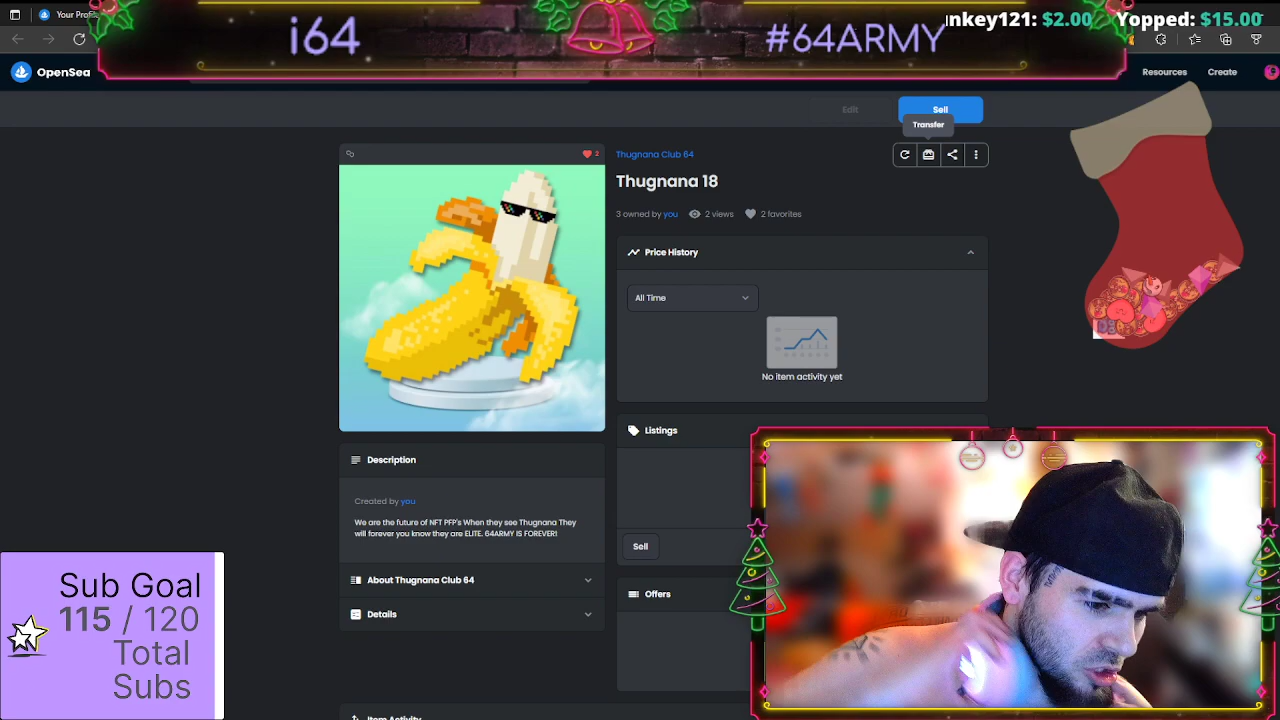 Your Profi
i64
#64ARMY
nkey121: $2.00
Yopped: $15.00
OpenSea
Resources
Create
Edit
Sell
Transfer
2
Thugnana Club 64
Thugnana 18
3 owned by you
2 views
2 favorites
Price History
All Time
No item activity yet
Listings
Sell
Offers
Description
Created by you
We are the future of NFT PFP's When they see Thugnana They
will forever you know they are ELITE. 64ARMY IS FOREVER!
About Thugnana Club 64
Details
Item Activity
Sub Goal
115 / 120
Total
Subs